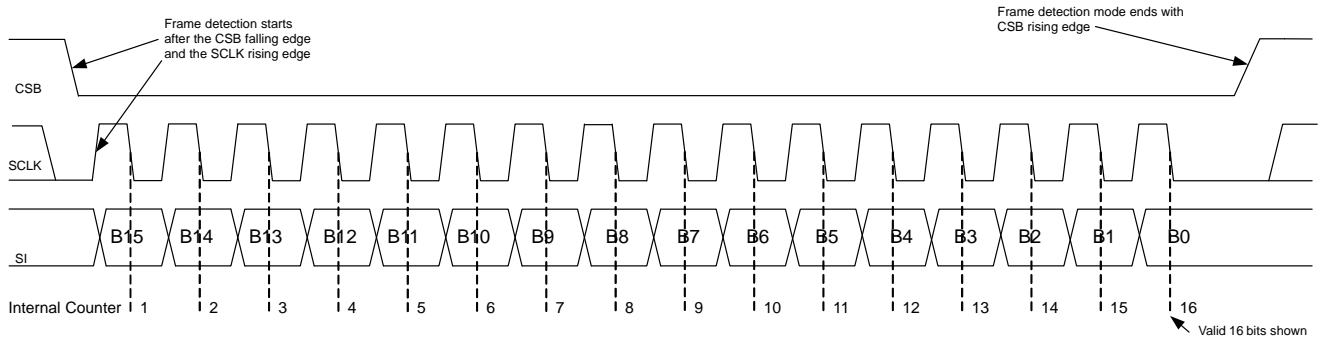 Frame detection starts
after the CSB falling edge
and the SCLK rising edge
Frame detection mode ends with
CSB rising edge
CSB
SCLK
SI
B15 B14 B13 B12 B11 B10 B9 B8 B7 B6 B5 B4 B3 B2 B1 B0
Internal Counter 1 2 3 4 5 6 7 8 9 10 11 12 13 14 15 16
Valid 16 bits shown